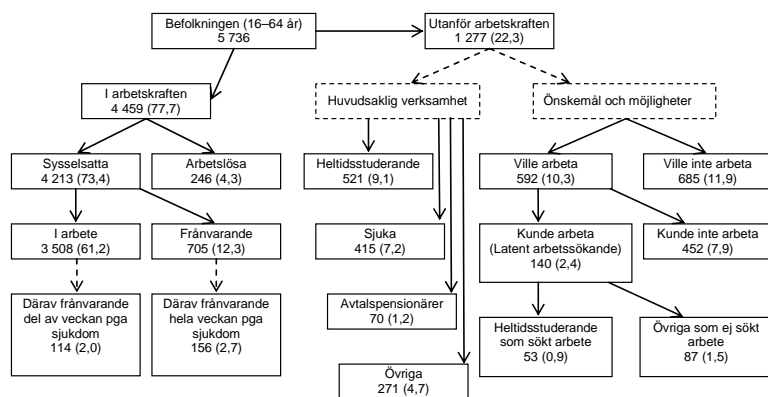 Befolkningen (16–64 år)
5 736
Utanför arbetskraften
1 277 (22,3)
I arbetskraften
4 459 (77,7)
Huvudsaklig verksamhet
Önskemål och möjligheter
Sysselsatta
4 213 (73,4)
Arbetslösa
246 (4,3)
Heltidsstuderande
521 (9,1)
Ville arbeta
592 (10,3)
Ville inte arbeta
685 (11,9)
I arbete
3 508 (61,2)
Frånvarande
705 (12,3)
Sjuka
415 (7,2)
Kunde arbeta
(Latent arbetssökande)
140 (2,4)
Kunde inte arbeta
452 (7,9)
Därav frånvarande
del av veckan pga
sjukdom
114 (2,0)
Därav frånvarande
hela veckan pga
sjukdom
156 (2,7)
Avtalspensionärer
70 (1,2)
Heltidsstuderande
som sökt arbete
53 (0,9)
Övriga som ej sökt
arbete
87 (1,5)
Övriga
271 (4,7)